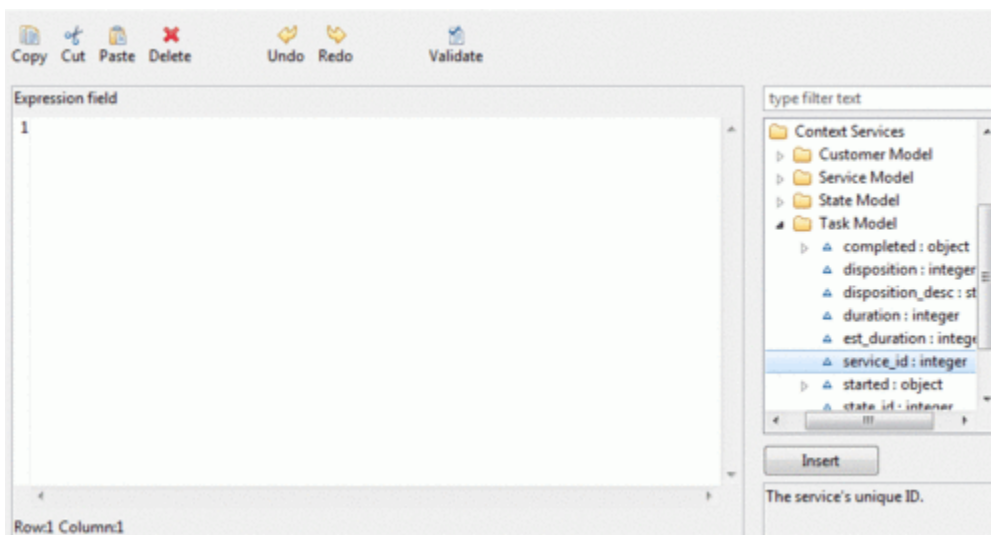 Copy Cut Paste Delete Undo Redo Validate
Expression field
1
Row:1 Column:1
type filter text
Context Services
Customer Model
Service Model
State Model
Task Model
completed : object
disposition : integer
disposition_desc : st
duration : integer
est_duration : intege
service_id : integer
started : object
state_id : integer
Insert
The service's unique ID.